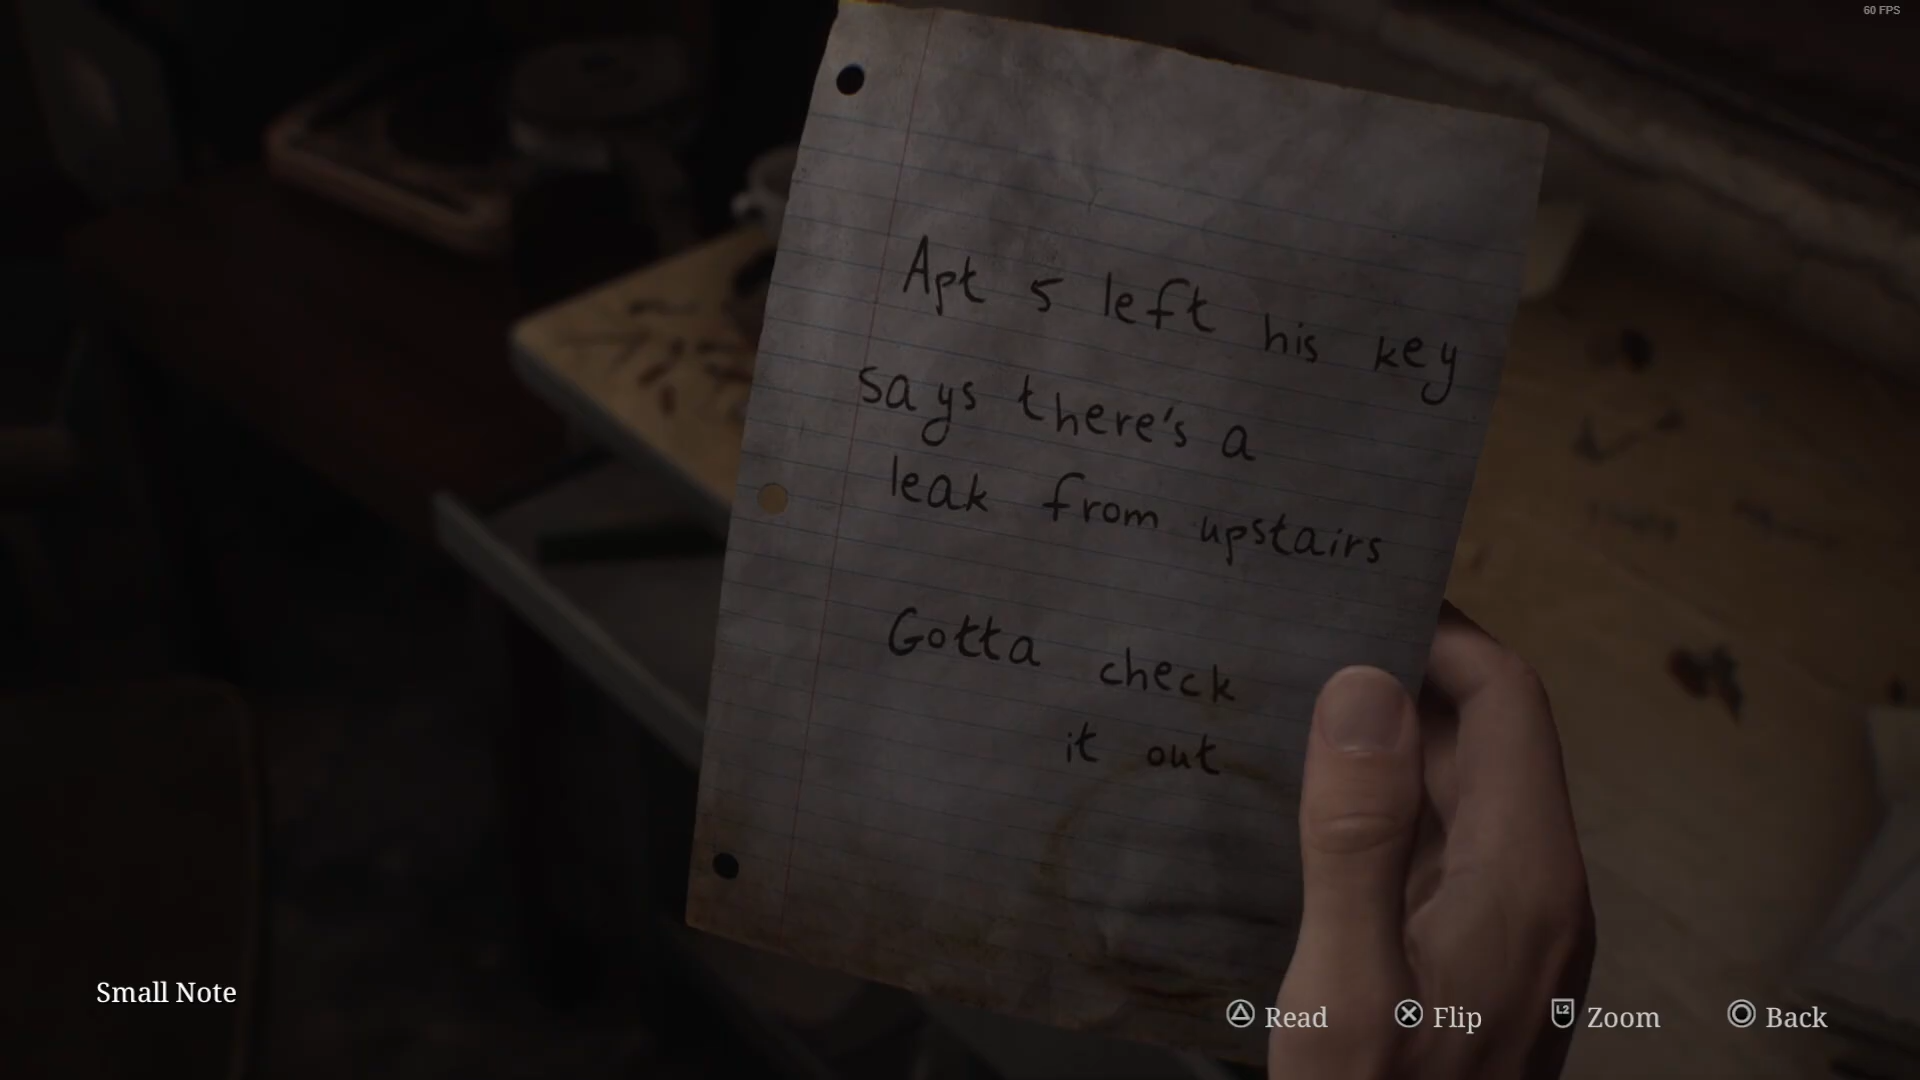 60 FPS
Apt 5 left his key
says there's a
leak from upstairs
Gotta check
it out
Small Note
Read
Flip
L2 Zoom
Back